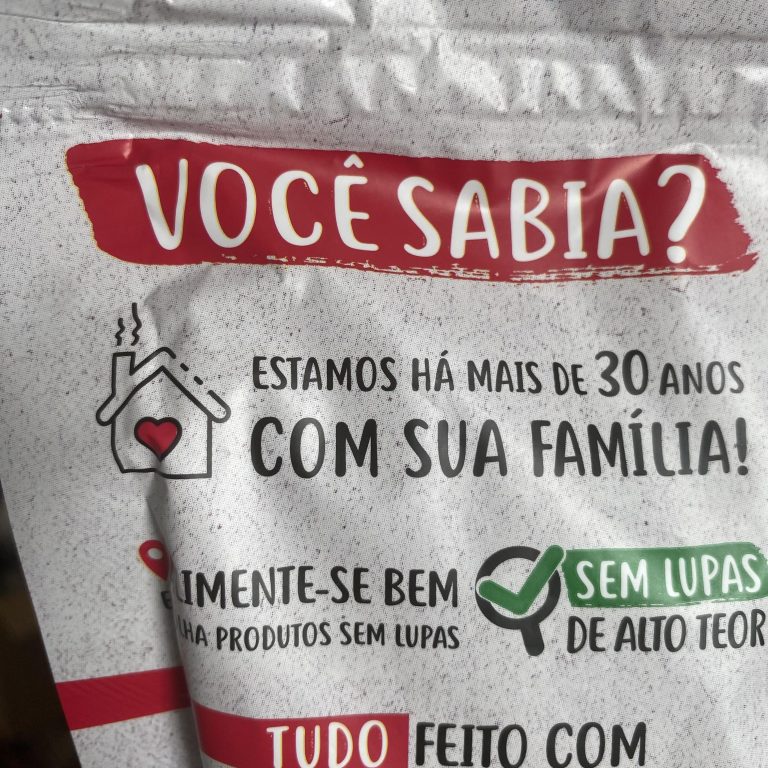 VOCÊ SABIA?
ESTAMOS HÁ MAIS DE 30 ANOS
COM SUA FAMÍLIA!
LIMENTE-SE BEM
LHA PRODUTOS SEM LUPAS
SEM LUPAS
DE ALTO TEOR
TUDO FEITO COM